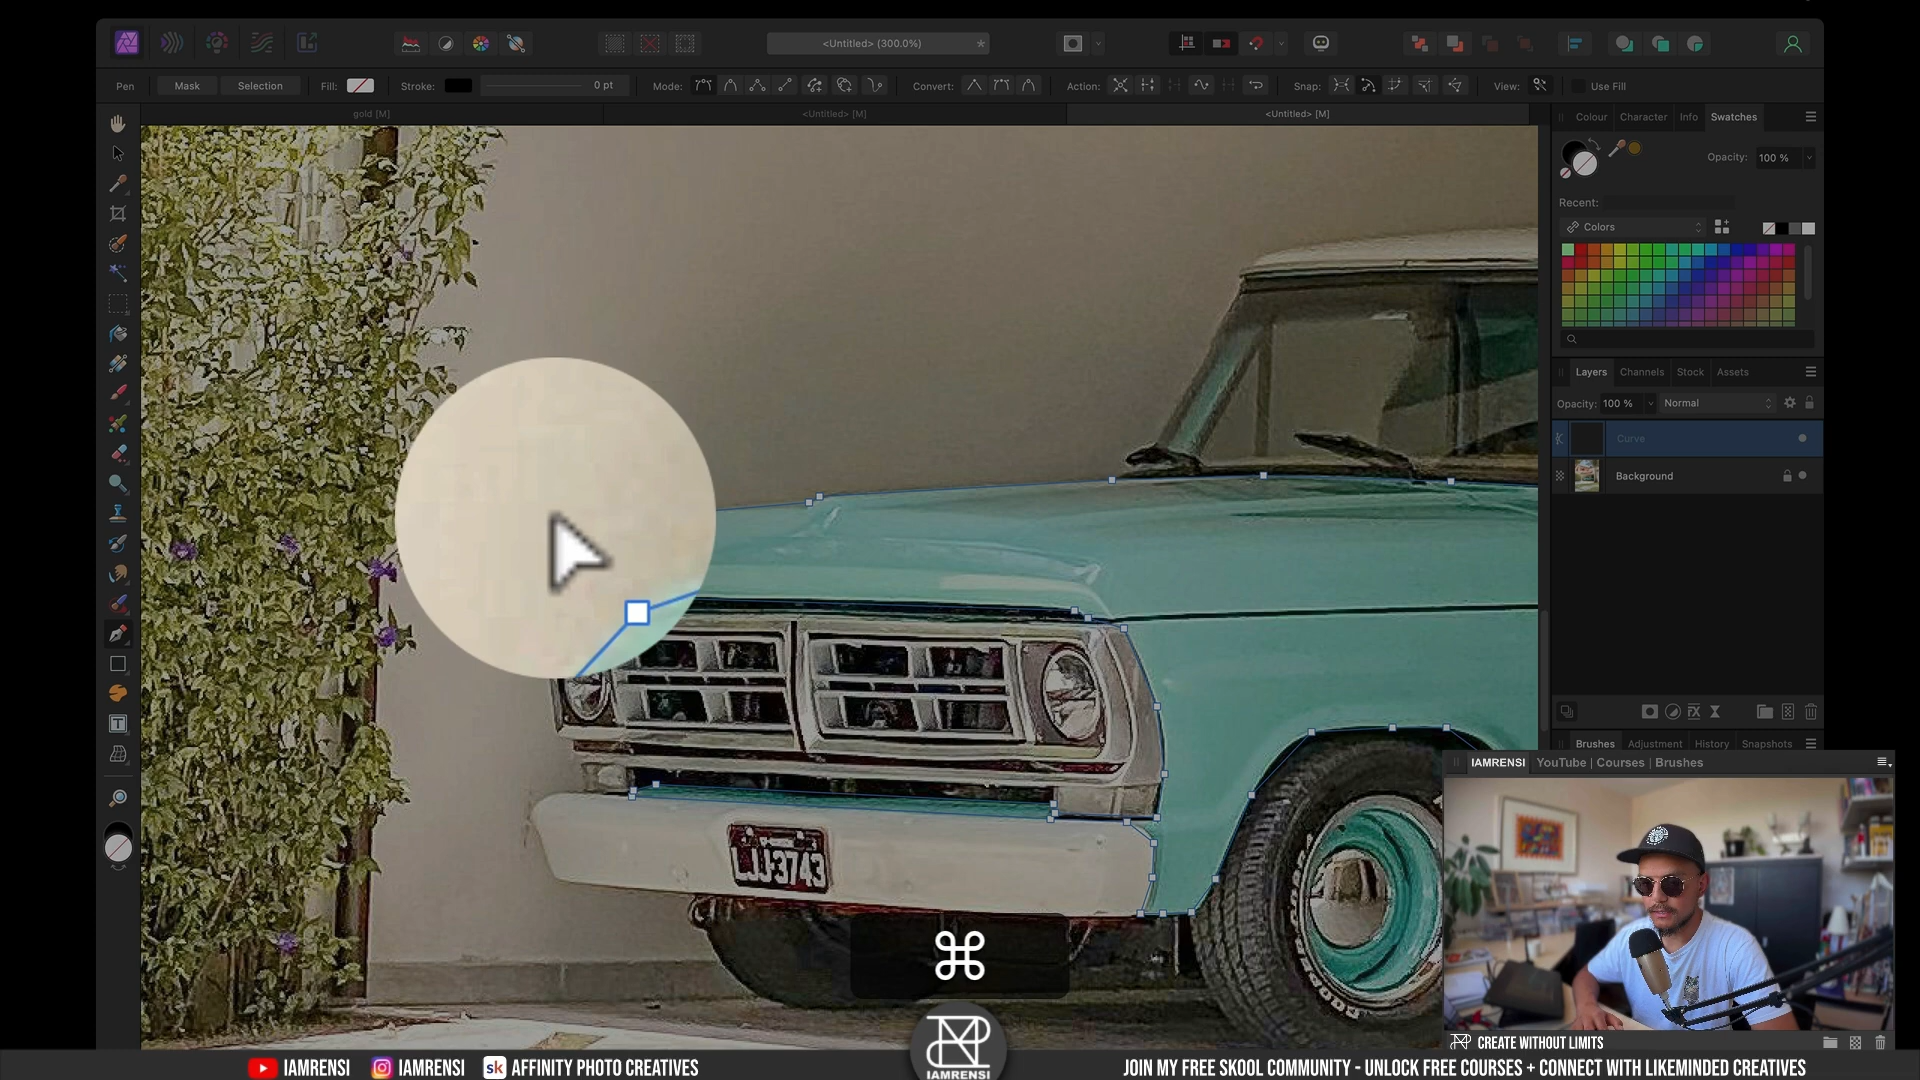 <Untitled> (300.0%)
Pen
Mask
Selection
Fill:
Stroke:
0 pt
Mode:
Convert:
Action:
Snap:
View:
Use Fill
gold [M]
<Untitled> [M]
<Untitled> [M]
Colour
Character
Info
Swatches
Opacity:
100 %
Recent:
Colors
Layers
Channels
Stock
Assets
Opacity:
100 %
Normal
Curve
Background
Brushes
Adjustment
History
Snapshots
IAMRENSI
YouTube | Courses | Brushes
LJJ3743
⌘
CREATE WITHOUT LIMITS
IAMRENSI
IAMRENSI
IAMRENSI
sk
AFFINITY PHOTO CREATIVES
JOIN MY FREE SKOOL COMMUNITY - UNLOCK FREE COURSES + CONNECT WITH LIKEMINDED CREATIVES